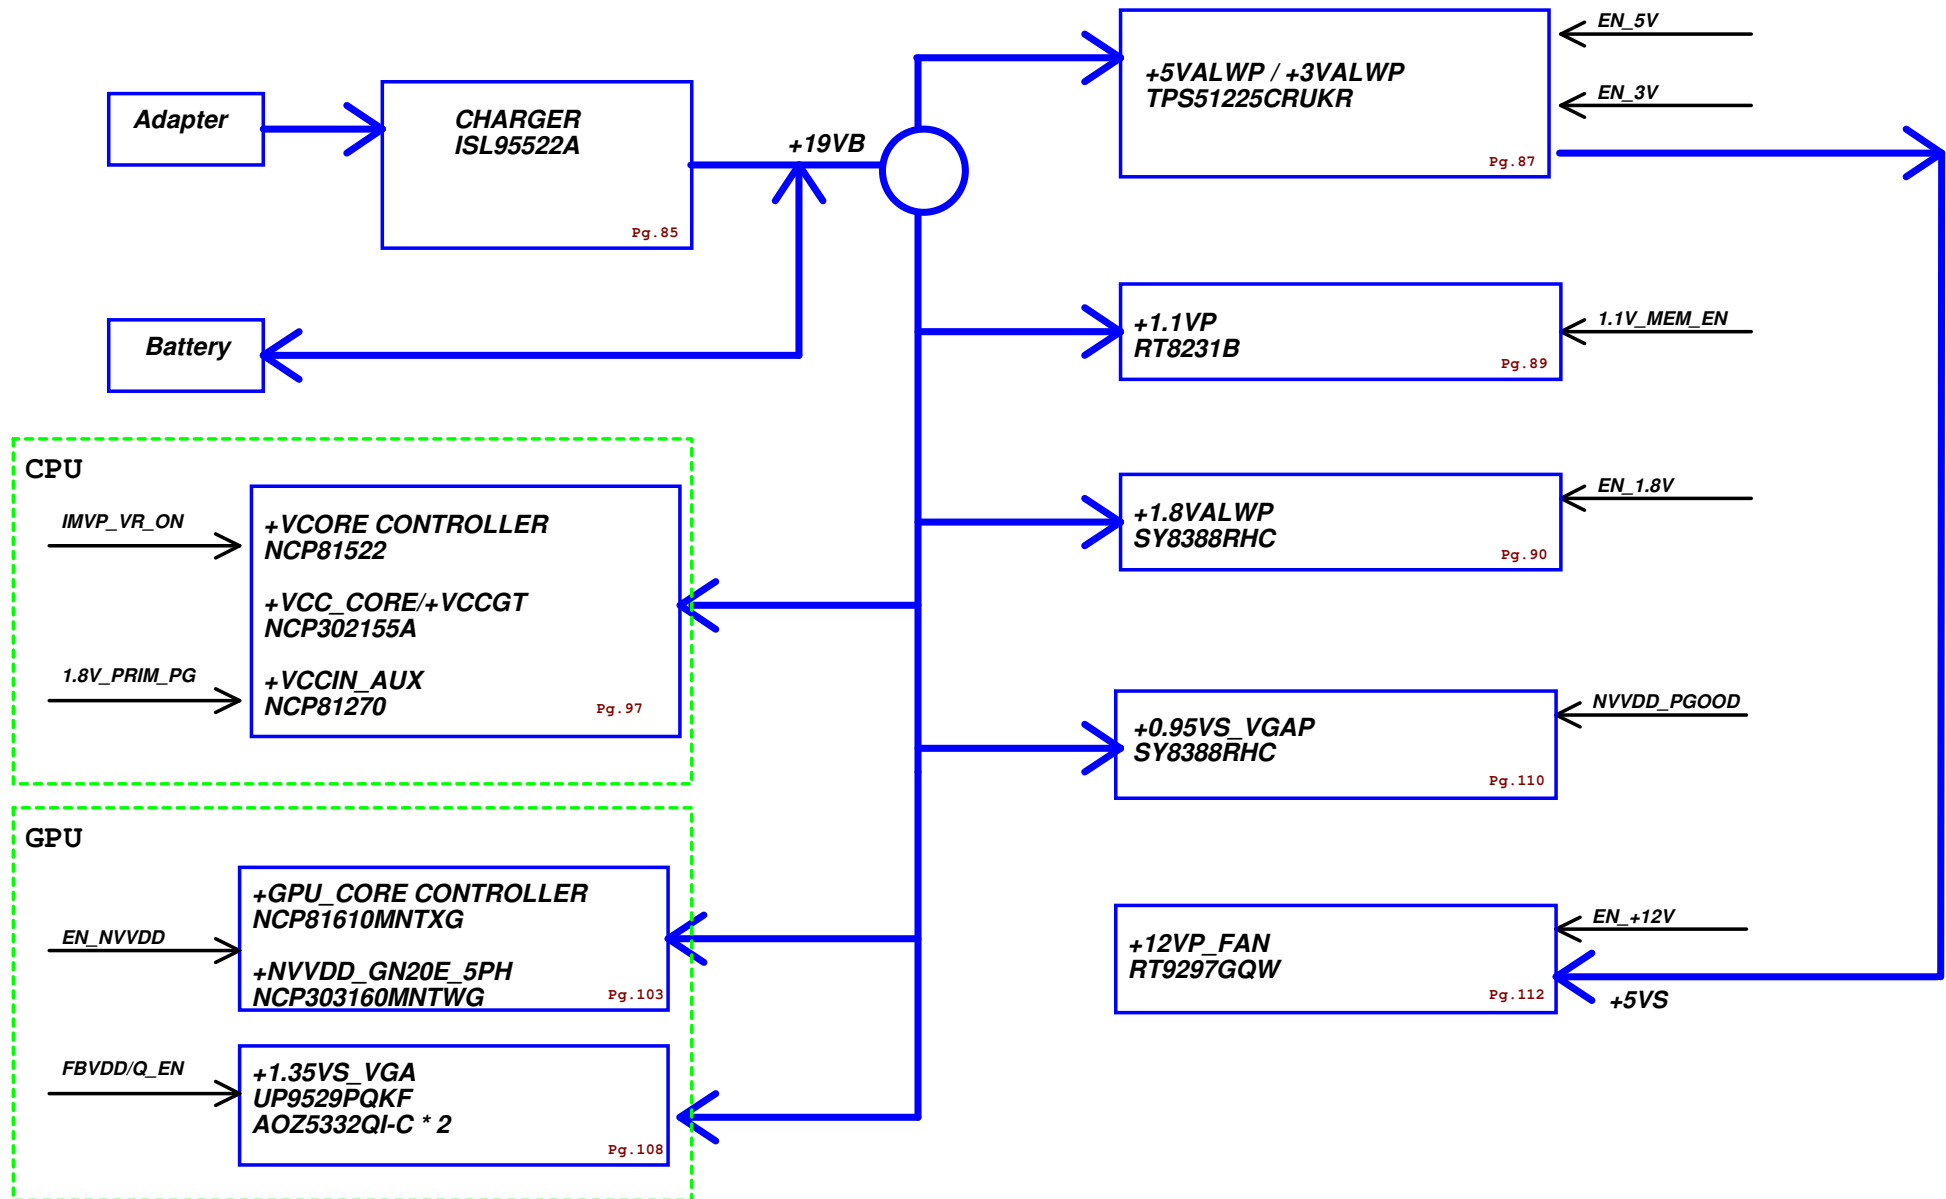 Adapter
CHARGER
ISL95522A
Pg.85
+19VB
Battery
+5VALWP / +3VALWP
TPS51225CRUKR
Pg.87
EN_5V
EN_3V
+1.1VP
RT8231B
Pg.89
1.1V_MEM_EN
+1.8VALWP
SY8388RHC
Pg.90
EN_1.8V
+0.95VS_VGAP
SY8388RHC
Pg.110
NVVDD_PGOOD
+12VP_FAN
RT9297GQW
Pg.112
EN_+12V
+5VS
CPU
IMVP_VR_ON
1.8V_PRIM_PG
+VCORE CONTROLLER
NCP81522
+VCC_CORE/+VCCGT
NCP302155A
+VCCIN_AUX
NCP81270
Pg.97
GPU
EN_NVVDD
+GPU_CORE CONTROLLER
NCP81610MNTXG
+NVVDD_GN20E_5PH
NCP303160MNTWG
Pg.103
FBVDD/Q_EN
+1.35VS_VGA
UP9529PQKF
AOZ5332QI-C * 2
Pg.108